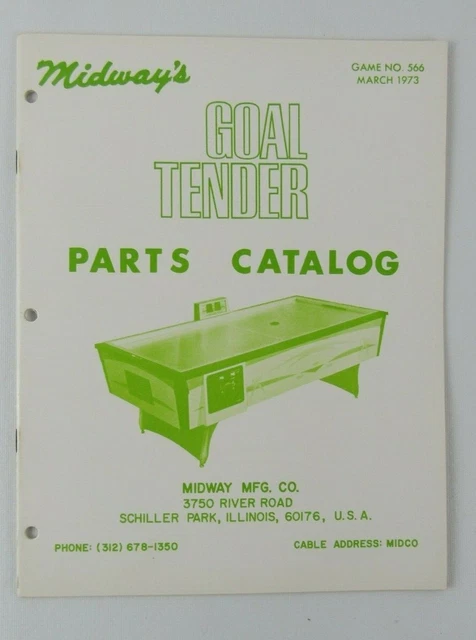 Midway's
GAME NO. 566
MARCH 1973
GOAL
TENDER
PARTS CATALOG
MIDWAY MFG. CO.
3750 RIVER ROAD
SCHILLER PARK, ILLINOIS, 60176, U.S.A.
PHONE: (312) 678-1350
CABLE ADDRESS: MIDCO